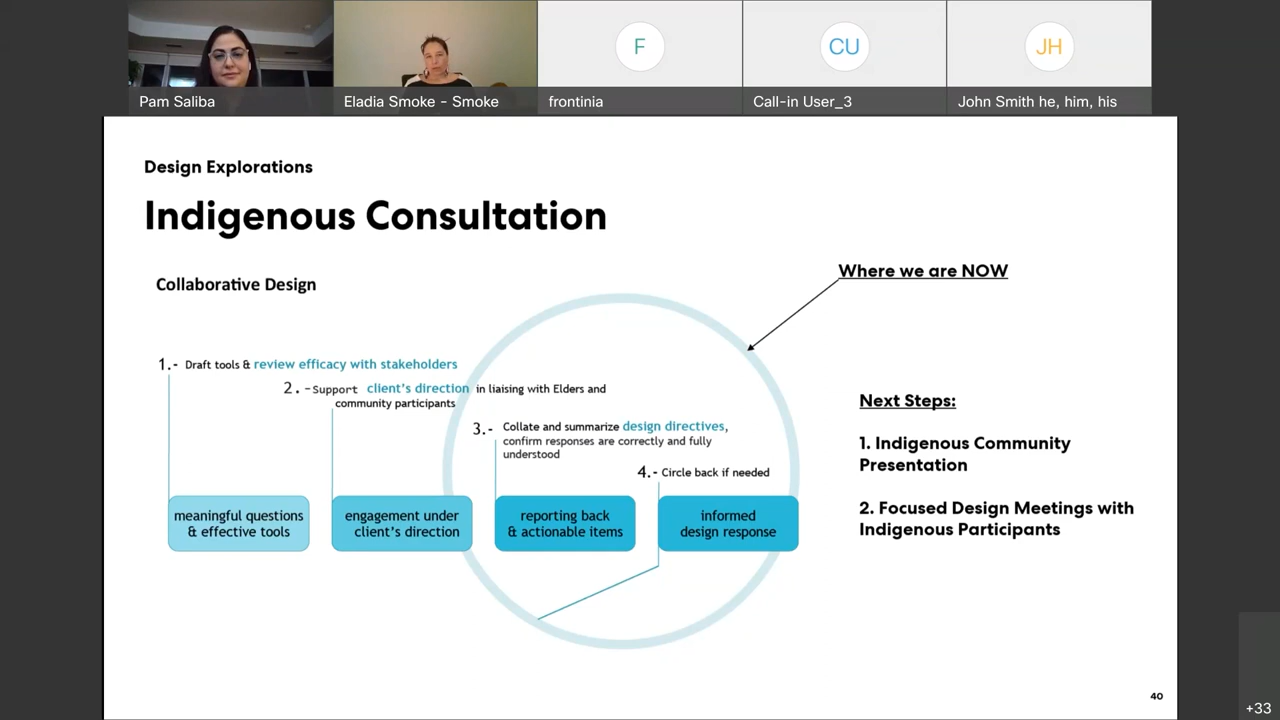 F
CU
JH
Pam Saliba
Eladia Smoke - Smoke
frontinia
Call-in User_3
John Smith he, him, his
Design Explorations
Indigenous Consultation
Where we are NOW
Collaborative Design
1.- Draft tools & review efficacy with stakeholders
2. -Support client's direction in liaising with Elders and
community participants
3.- Collate and summarize design directives,
confirm responses are correctly and fully
understood
4.- Circle back if needed
meaningful questions
& effective tools
engagement under
client's direction
reporting back
& actionable items
informed
design response
Next Steps:
1. Indigenous Community
Presentation
2. Focused Design Meetings with
Indigenous Participants
40
+33